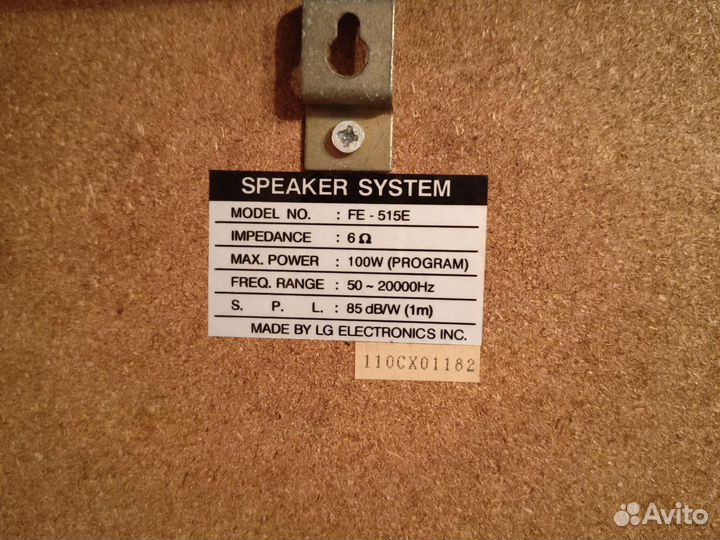 SPEAKER SYSTEM
MODEL NO. : FE - 515E
IMPEDANCE : 6 Ω
MAX. POWER : 100W (PROGRAM)
FREQ. RANGE : 50 ~ 20000Hz
S. P. L. : 85 dB/W (1m)
MADE BY LG ELECTRONICS INC.
110CX01182
Avito